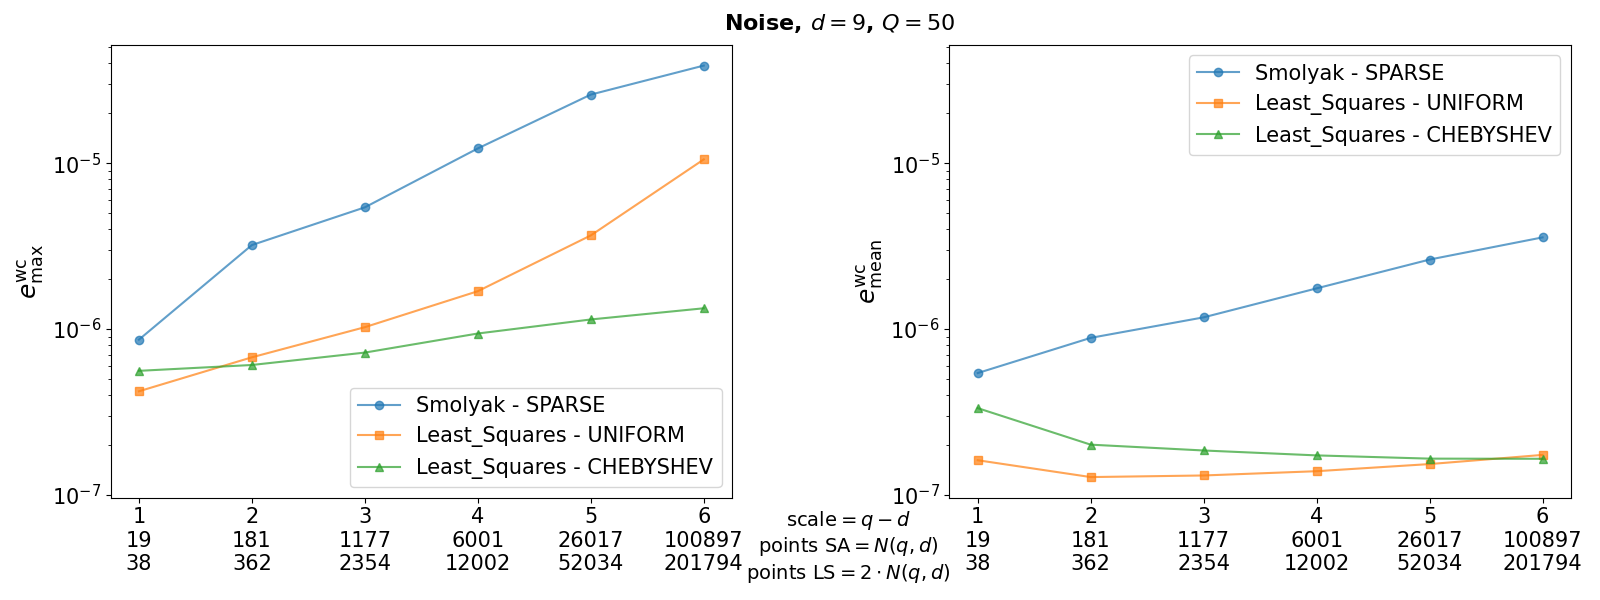 Noise, d = 9, Q = 50
e^wc_max
10^−5
10^−6
10^−7
Smolyak - SPARSE
Least_Squares - UNIFORM
Least_Squares - CHEBYSHEV
1 2 3 4 5 6
19 181 1177 6001 26017 100897
38 362 2354 12002 52034 201794
scale = q − d
points SA = N(q, d)
points LS = 2 · N(q, d)
e^wc_mean
10^−5
10^−6
10^−7
Smolyak - SPARSE
Least_Squares - UNIFORM
Least_Squares - CHEBYSHEV
1 2 3 4 5 6
19 181 1177 6001 26017 100897
38 362 2354 12002 52034 201794